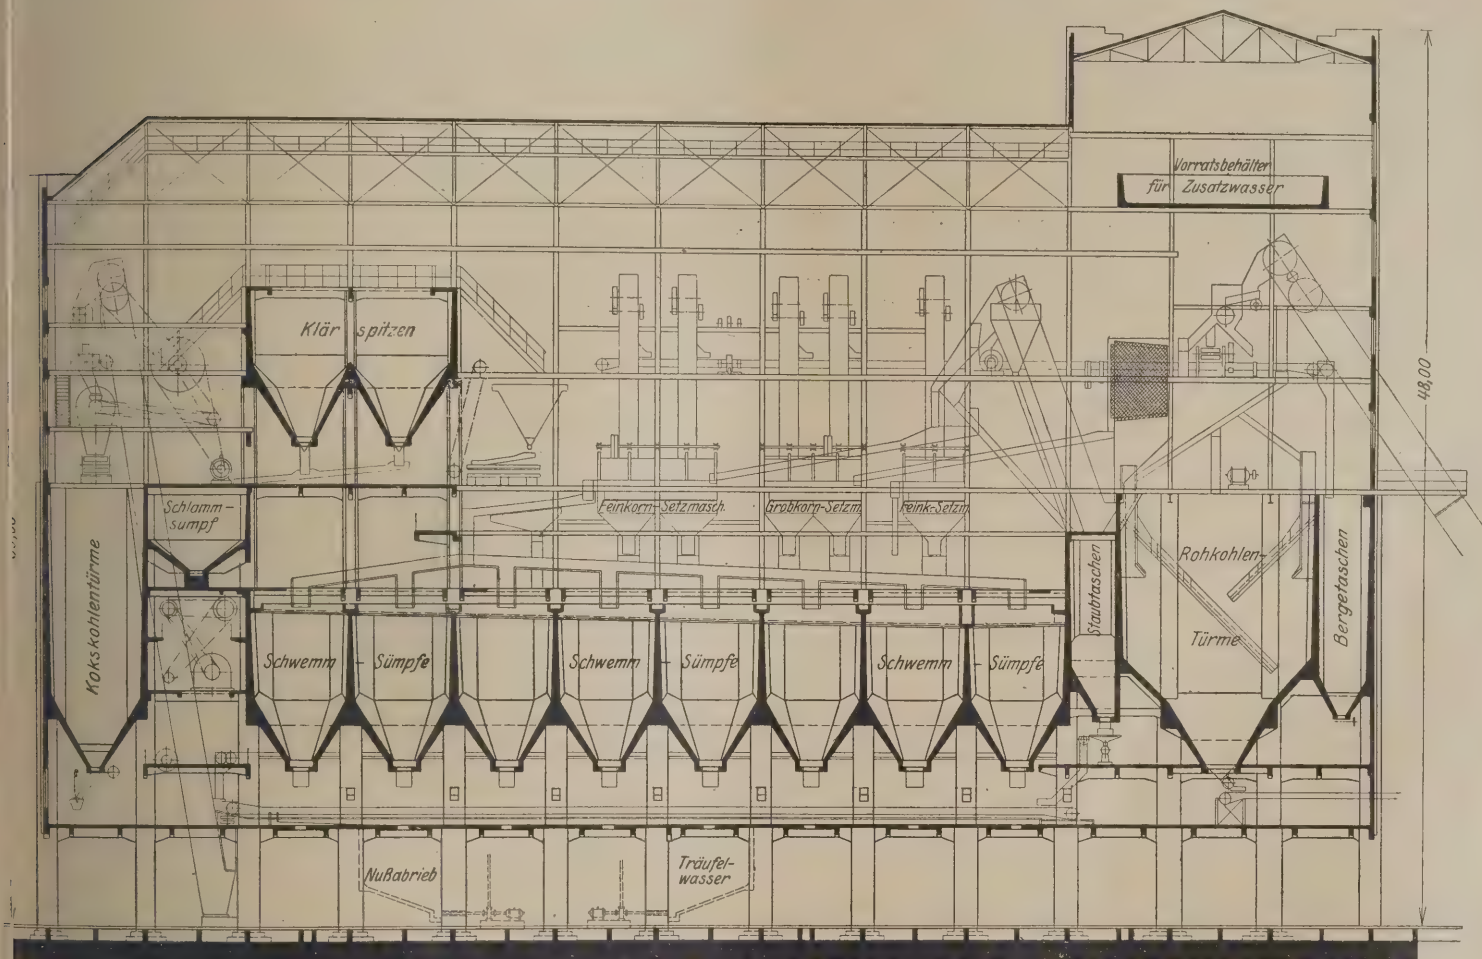 Vorratsbehälter
für Zusatzwasser
48,00
Klär spitzen
Schlamm-
sumpf
Feinkorn-Setzmasch.
Grobkorn-Setzm.
Feink.-Setzm.
Kokskohlentürme
Staubtaschen
Rohkohlen-
Türme
Bergetaschen
Schwemm - Sümpfe
Schwemm - Sümpfe
Schwemm - Sümpfe
Nußabrieb
Träufel-
wasser